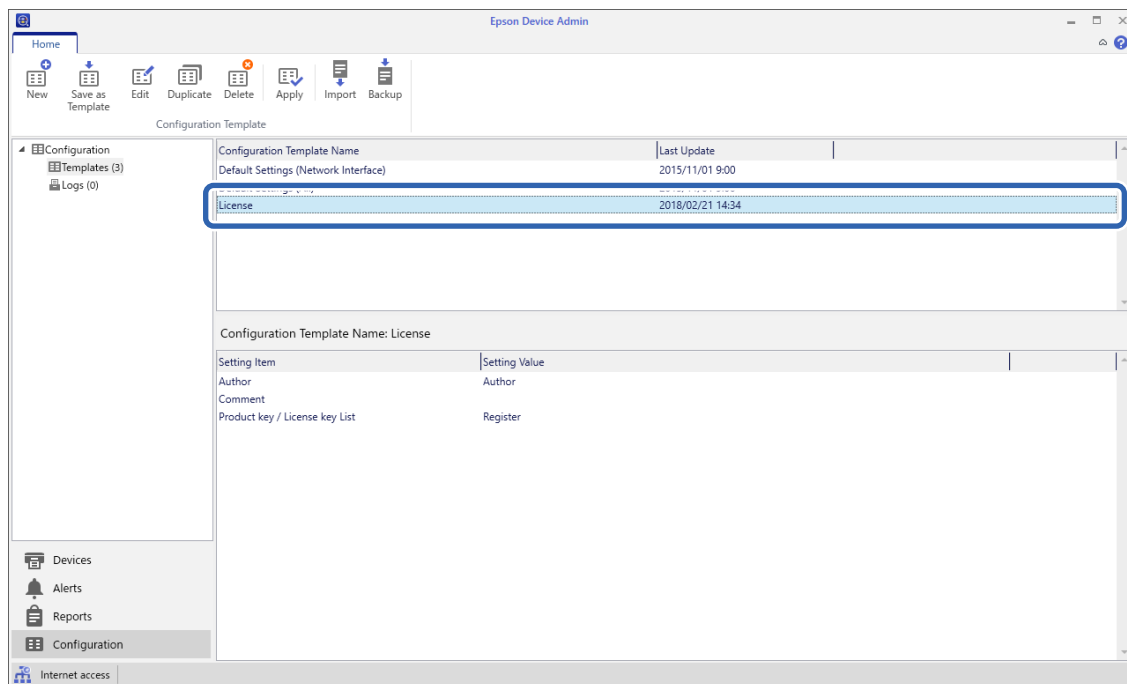 Epson Device Admin
Home
New Save as Template Edit Duplicate Delete Apply Import Backup
Configuration Template
Configuration
Templates (3)
Logs (0)
Configuration Template Name Last Update
Default Settings (Network Interface) 2015/11/01 9:00
License 2018/02/21 14:34
Configuration Template Name: License
Setting Item Setting Value
Author Author
Comment
Product key / License key List Register
Devices
Alerts
Reports
Configuration
Internet access